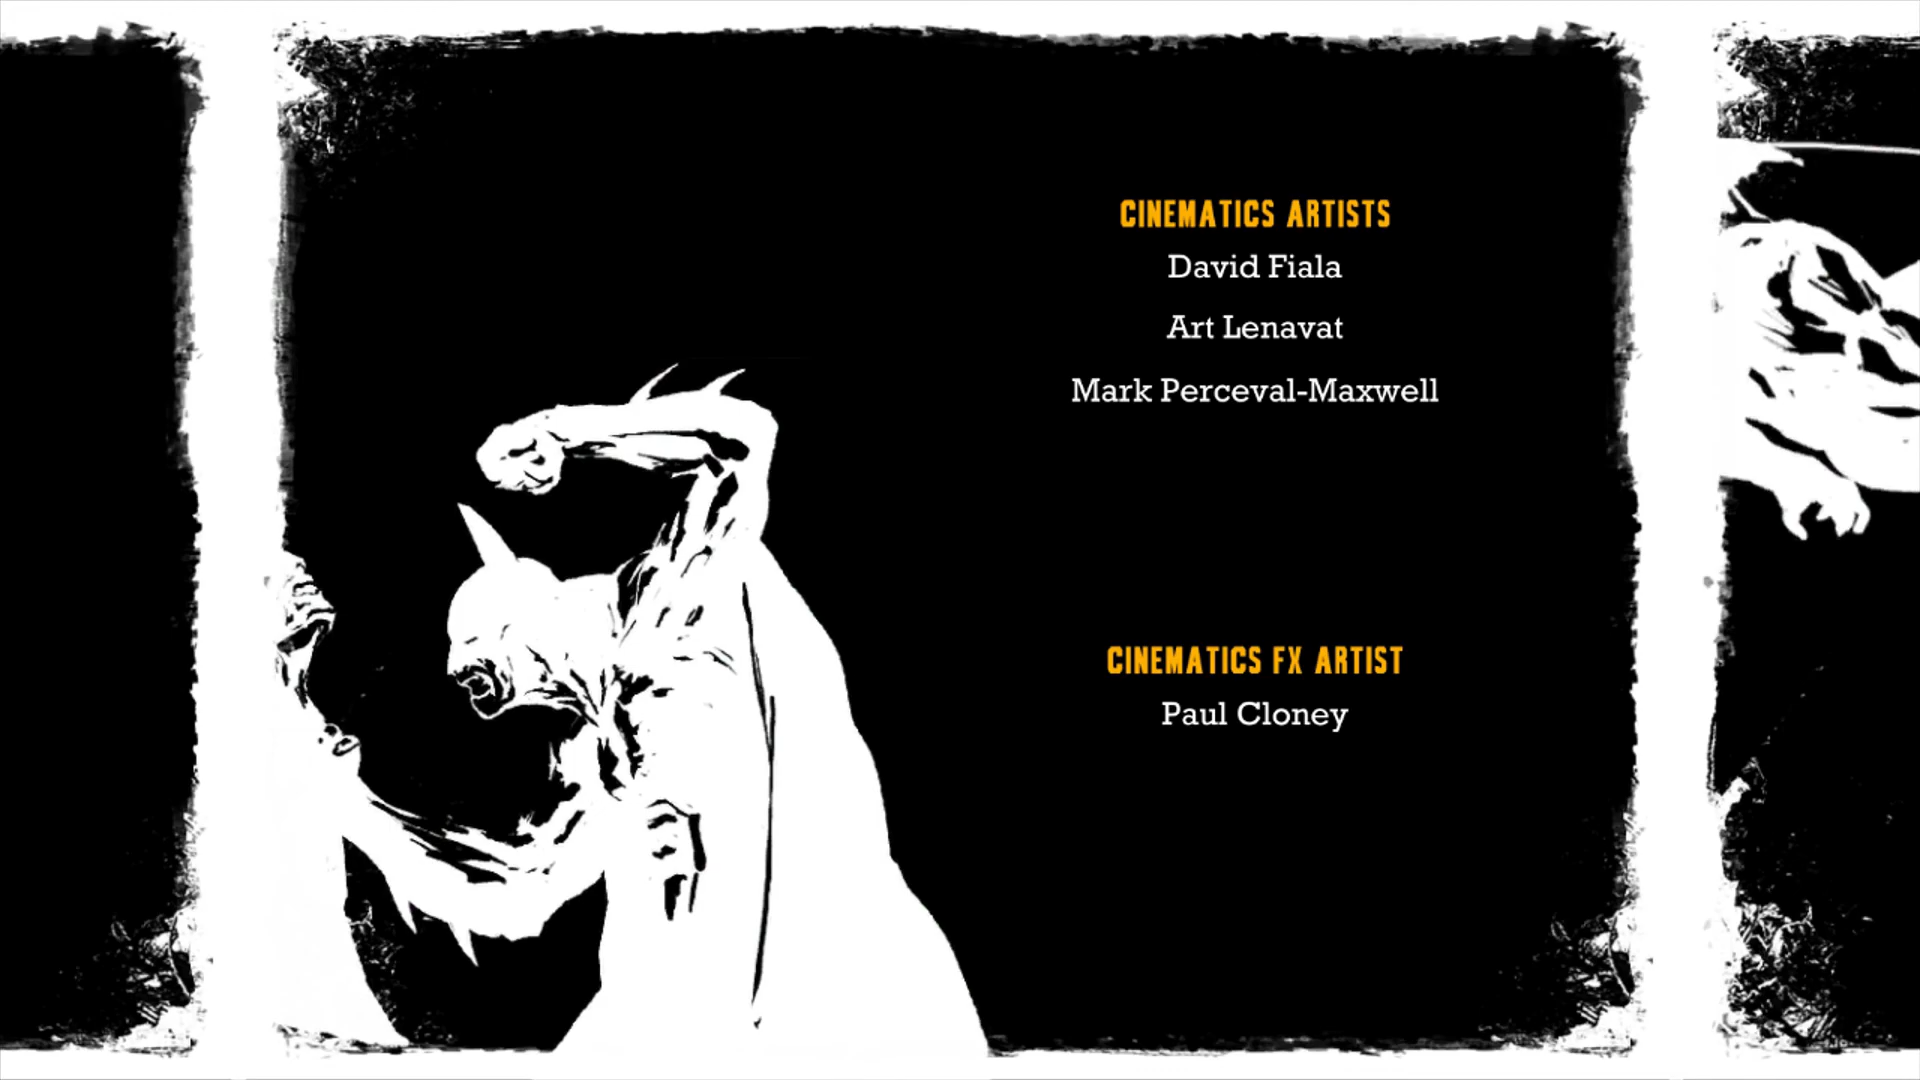 CINEMATICS ARTISTS
David Fiala
Art Lenavat
Mark Perceval-Maxwell
CINEMATICS FX ARTIST
Paul Cloney